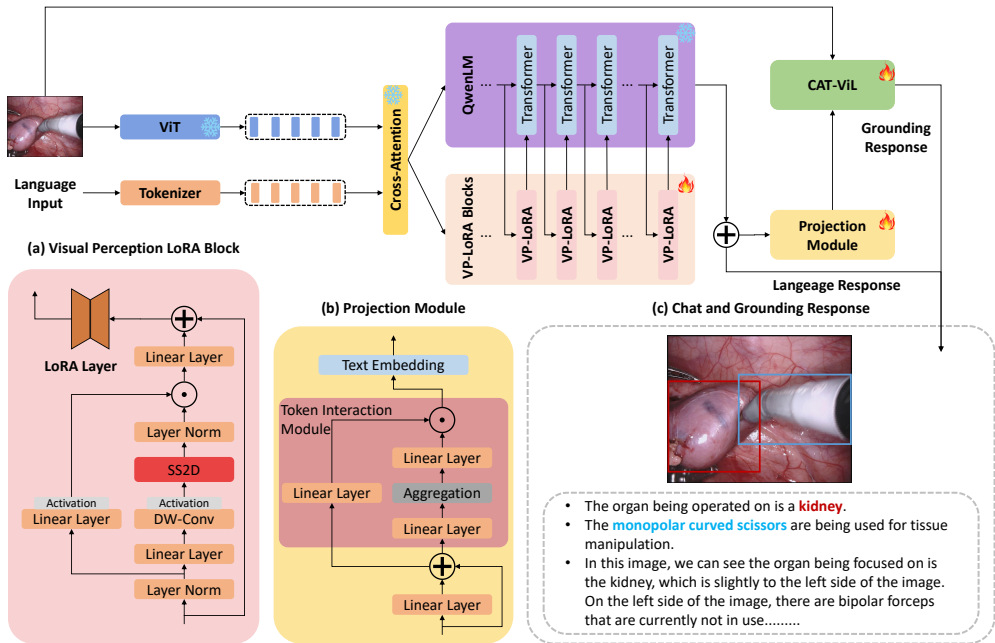 QwenLM
...
Transformer
Transformer
Transformer
...
Transformer
CAT-ViL
ViT
Cross-Attention
Grounding
Response
Language
Input
Tokenizer
VP-LoRA Blocks
...
VP-LoRA
VP-LoRA
VP-LoRA
...
VP-LoRA
Projection
Module
Langeage Response
(a) Visual Perception LoRA Block
LoRA Layer
Linear Layer
Layer Norm
SS2D
Activation
Activation
Linear Layer
DW-Conv
Linear Layer
Layer Norm
(b) Projection Module
Text Embedding
Token Interaction
Module
Linear Layer
Linear Layer
Aggregation
Linear Layer
Linear Layer
(c) Chat and Grounding Response
• The organ being operated on is a kidney.
• The monopolar curved scissors are being used for tissue
manipulation.
• In this image, we can see the organ being focused on is
the kidney, which is slightly to the left side of the image.
On the left side of the image, there are bipolar forceps
that are currently not in use.........